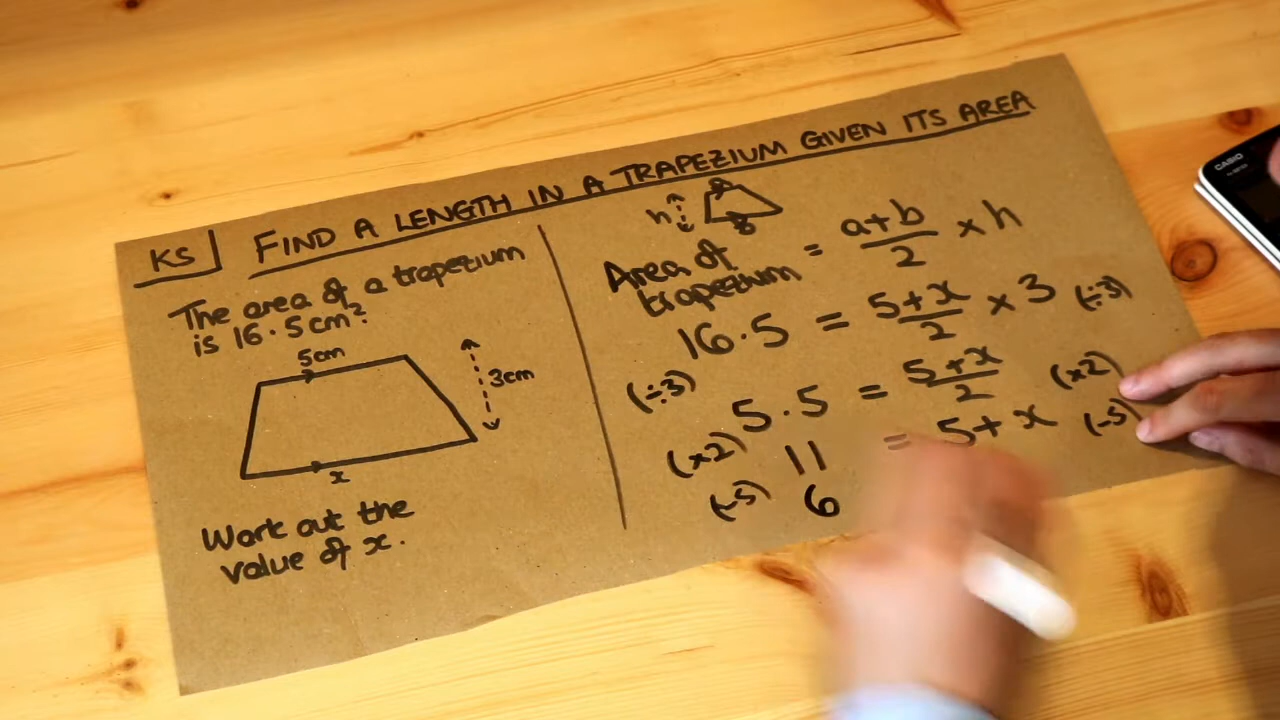 KS FIND A LENGTH IN A TRAPEZIUM GIVEN ITS AREA
The area of a trapezium
is 16.5cm².
5cm
3cm
x
Work out the
value of x.
h
a
b
Area of
trapezium = a+b/2 × h
16.5 = 5+x/2 × 3 (÷3)
(÷3) 5.5 = 5+x/2 (×2)
(×2) 11 = 5+x (-5)
(-5) 6
CASIO